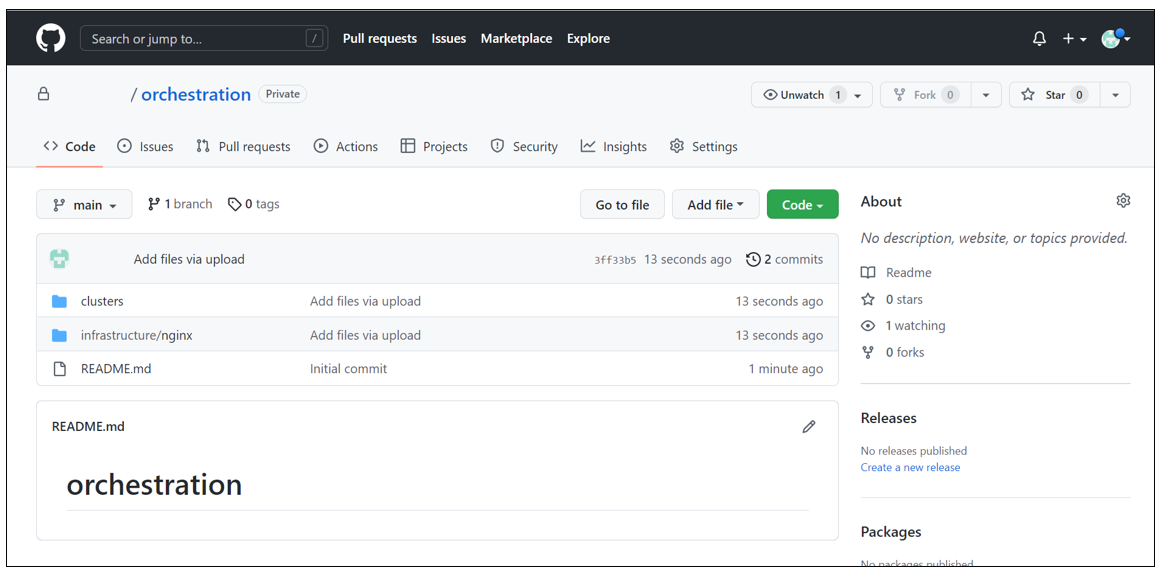 Search or jump to... /
Pull requests Issues Marketplace Explore
/ orchestration Private
Unwatch 1 Fork 0 Star 0
Code Issues Pull requests Actions Projects Security Insights Settings
main 1 branch 0 tags Go to file Add file Code
Add files via upload 3ff33b5 13 seconds ago 2 commits
clusters Add files via upload 13 seconds ago
infrastructure/nginx Add files via upload 13 seconds ago
README.md Initial commit 1 minute ago
README.md
orchestration
About
No description, website, or topics provided.
Readme
0 stars
1 watching
0 forks
Releases
No releases published
Create a new release
Packages
No packages published